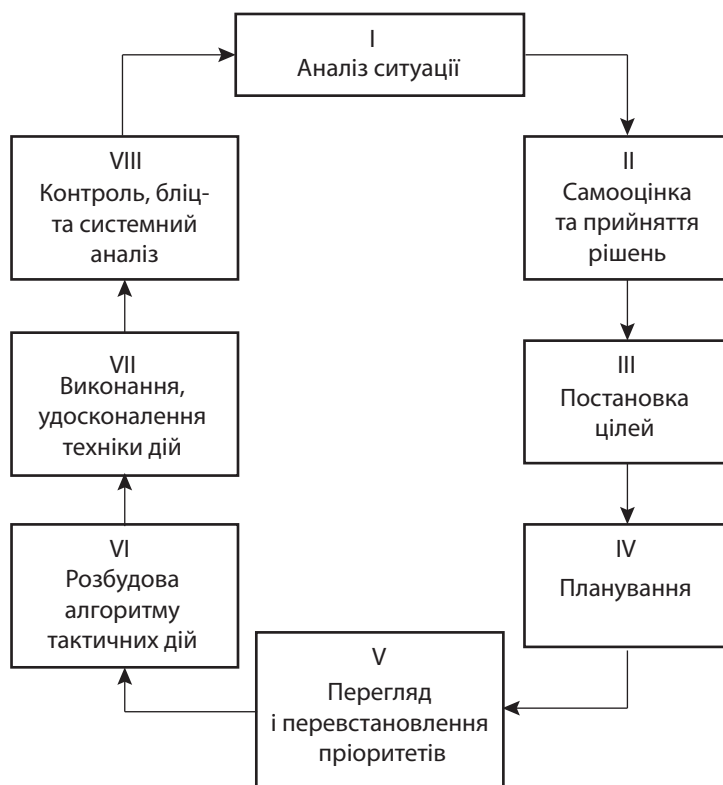 I
Аналіз ситуації
II
Самооцінка
та прийняття
рішень
III
Постановка
цілей
IV
Планування
V
Перегляд
і перевстановлення
пріоритетів
VI
Розбудова
алгоритму
тактичних дій
VII
Виконання,
удосконалення
техніки дій
VIII
Контроль, бліц-
та системний
аналіз